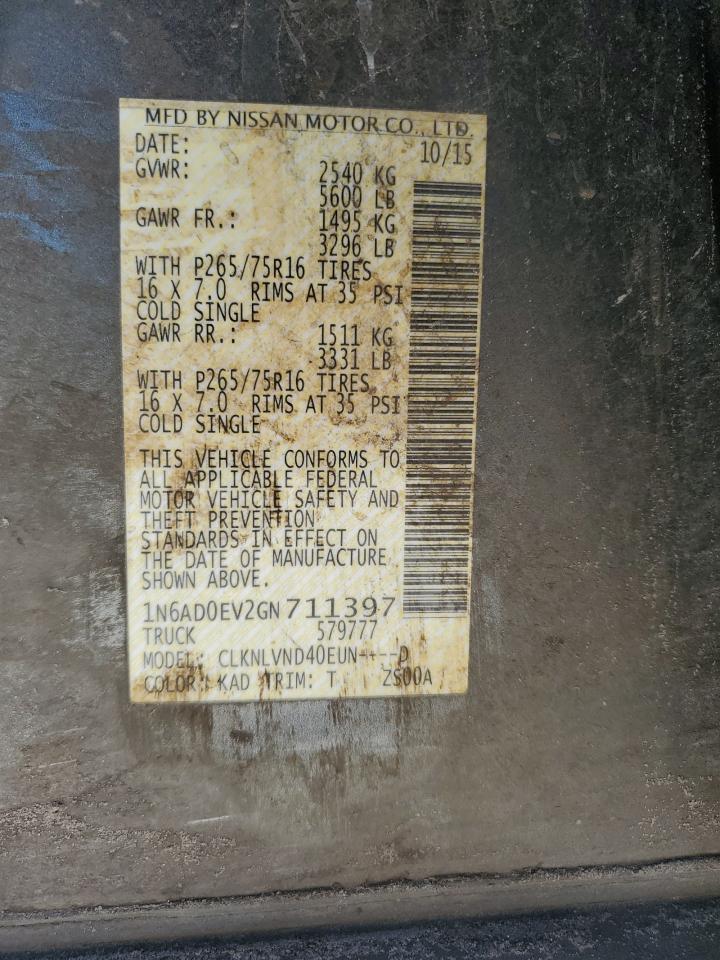 MFD BY NISSAN MOTOR CO., LTD.
DATE: 10/15
GVWR: 2540 KG
5600 LB
GAWR FR.: 1495 KG
3296 LB
WITH P265/75R16 TIRES
16 X 7.0 RIMS AT 35 PSI
COLD SINGLE
GAWR RR.: 1511 KG
3331 LB
WITH P265/75R16 TIRES
16 X 7.0 RIMS AT 35 PSI
COLD SINGLE
THIS VEHICLE CONFORMS TO
ALL APPLICABLE FEDERAL
MOTOR VEHICLE SAFETY AND
THEFT PREVENTION
STANDARDS IN EFFECT ON
THE DATE OF MANUFACTURE
SHOWN ABOVE.
1N6AD0EV2GN711397
TRUCK 579777
MODEL: CLKNLVND40EUN----D
COLOR: KAD TRIM: T ZS00A